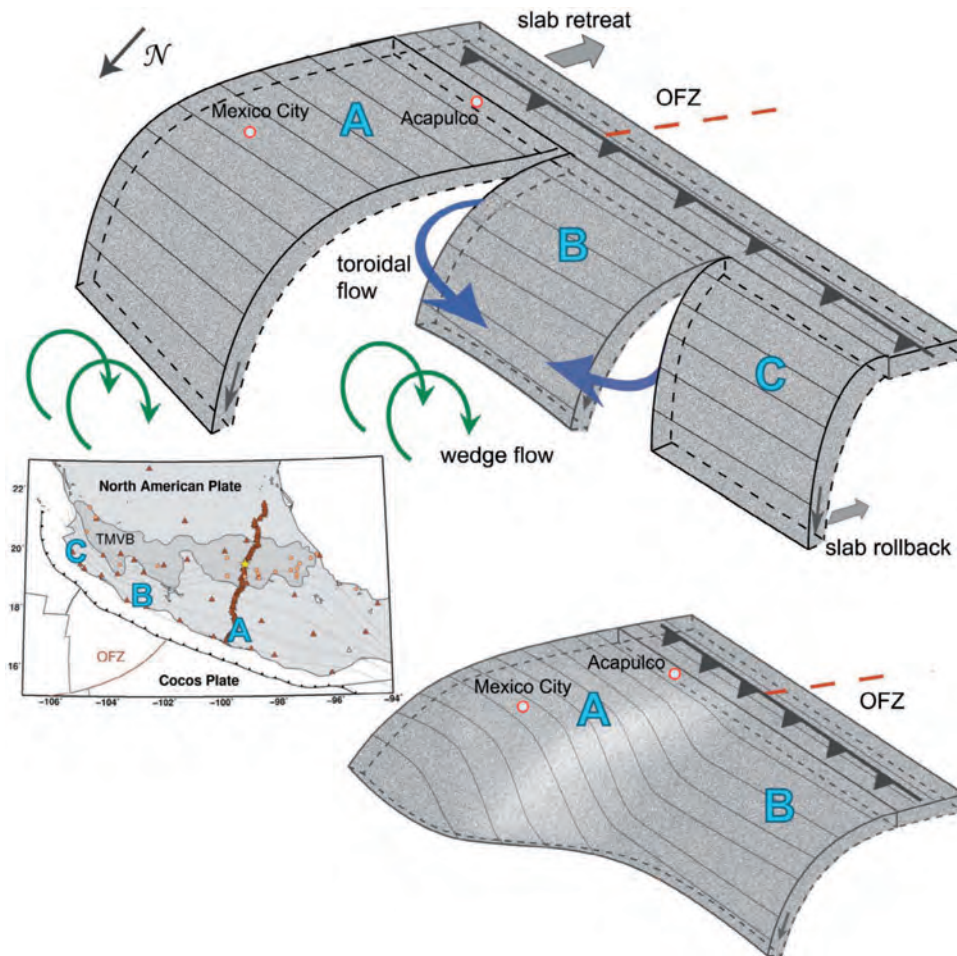 slab retreat
N
OFZ
Mexico City
A
Acapulco
B
toroidal
flow
C
wedge flow
slab rollback
22˚
20˚
18˚
16˚
North American Plate
TMVB
C
B
A
OFZ
Cocos Plate
−106˚
−104˚
−102˚
−100˚
−98˚
−96˚
−94˚
Acapulco
Mexico City
A
OFZ
B